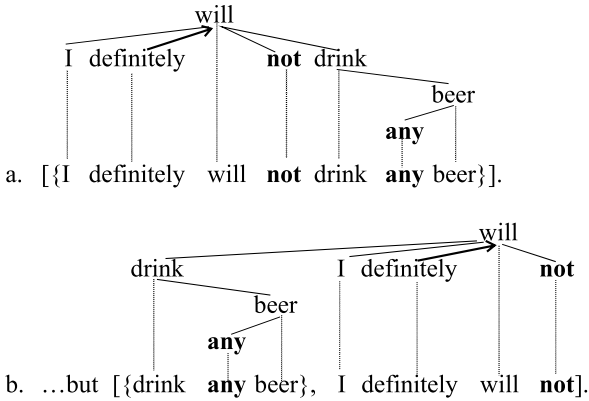 will
I definitely not drink
beer
any
a. [{I definitely will not drink any beer}].
will
drink I definitely not
beer
any
b. …but [{drink any beer}, I definitely will not].